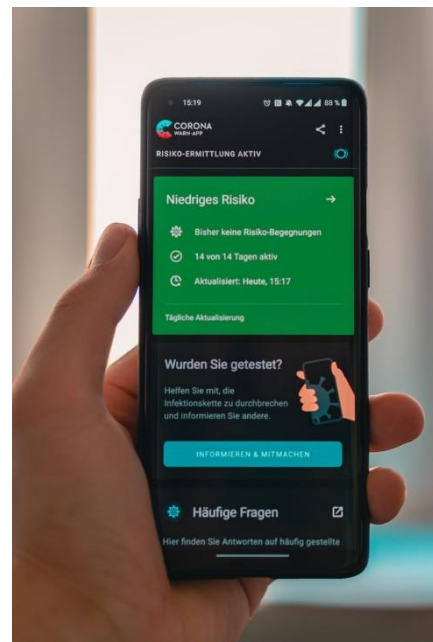 15:19 88 %
CORONA
WARN-APP
RISIKO-ERMITTLUNG AKTIV
Niedriges Risiko
Bisher keine Risiko-Begegnungen
14 von 14 Tagen aktiv
Aktualisiert: Heute, 15:17
Tägliche Aktualisierung
Wurden Sie getestet?
Helfen Sie mit, die
Infektionskette zu durchbrechen
und informieren Sie andere.
INFORMIEREN & MITMACHEN
Häufige Fragen
Hier finden Sie Antworten auf häufig gestellte